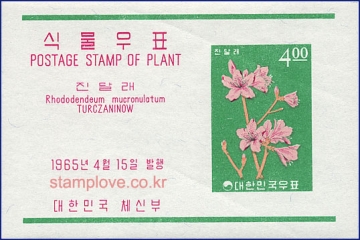 식물우표
POSTAGE STAMP OF PLANT
진달래
Rhododendeum mucronulatum
TURCZANINOW
1965년 4월 15일 발행
stamplove.co.kr
대한민국 체신부
진달래
4.00
대한민국우표